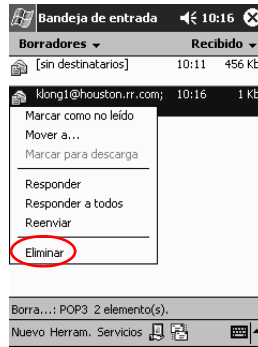 Bandeja de entrada 10:16
Borradores Recibido
[sin destinatarios] 10:11 456 Kb
klong1@houston.rr.com; 10:16 1 Kb
Marcar como no leído
Mover a...
Marcar para descarga
Responder
Responder a todos
Reenviar
Eliminar
Borra...: POP3 2 elemento(s).
Nuevo Herram. Servicios